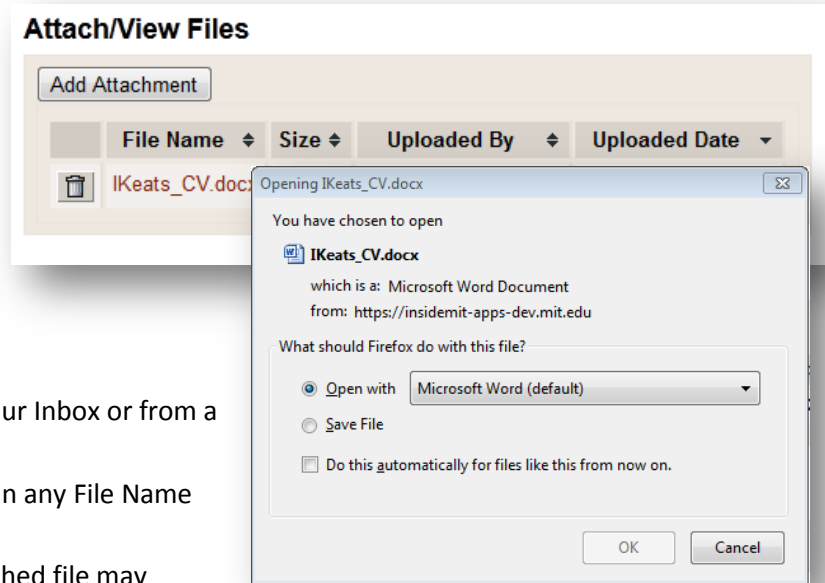 Attach/View Files
Add Attachment
File Name Size Uploaded By Uploaded Date
IKeats_CV.docx
Opening IKeats_CV.docx
You have chosen to open
IKeats_CV.docx
which is a: Microsoft Word Document
from: https://insidemit-apps-dev.mit.edu
What should Firefox do with this file?
Open with Microsoft Word (default)
Save File
Do this automatically for files like this from now on.
OK Cancel
ur Inbox or from a
n any File Name
hed file may